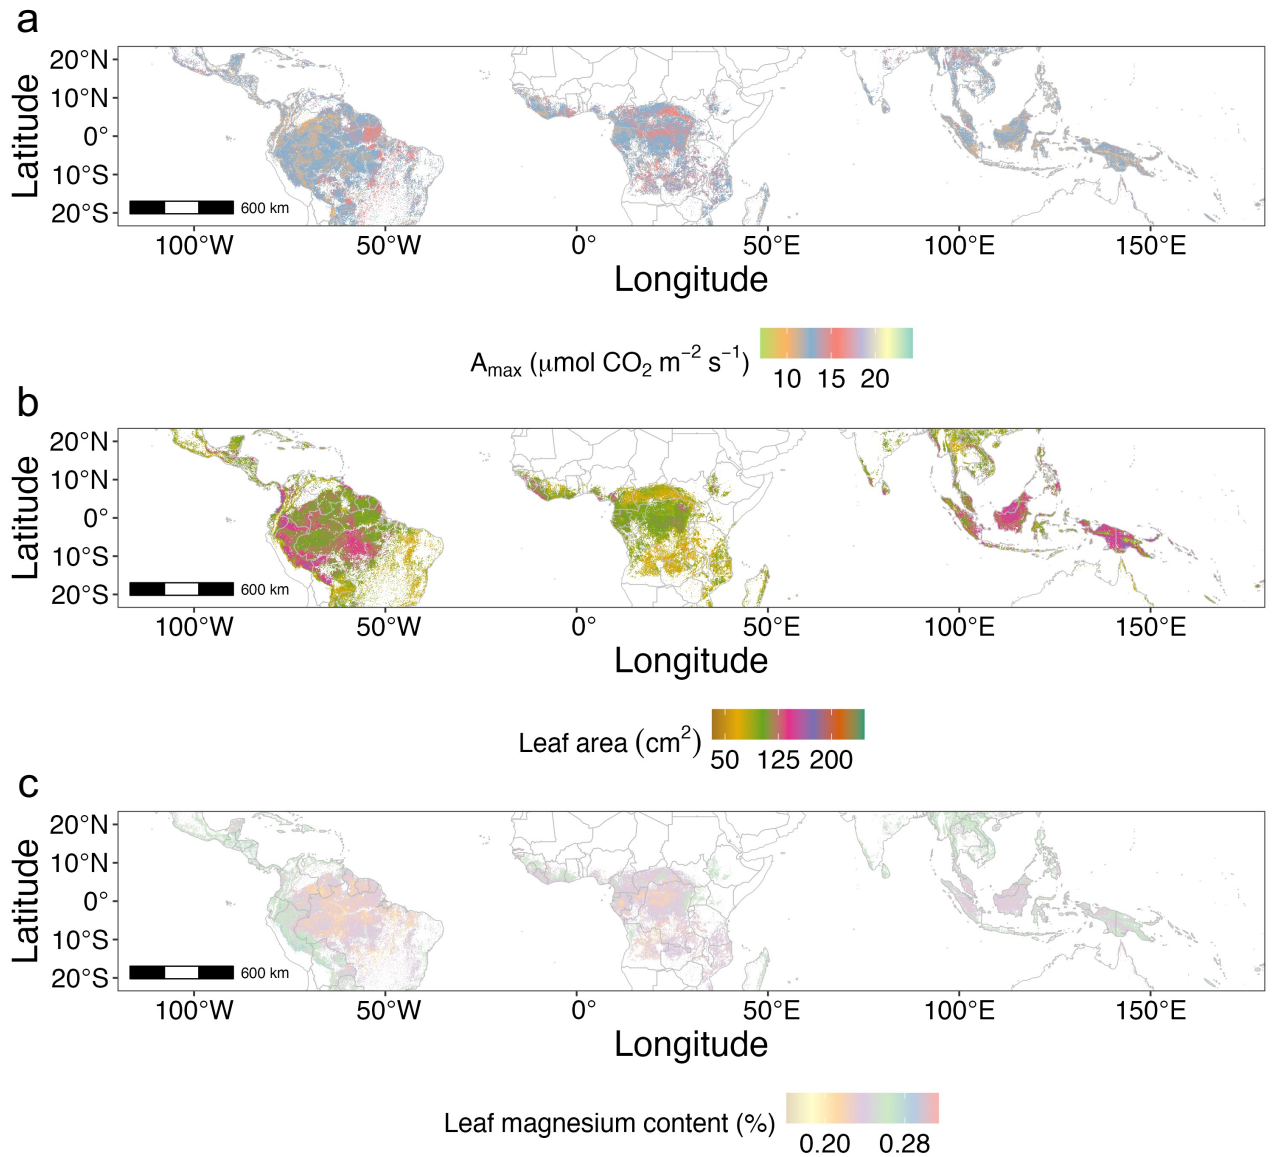 a
Latitude
20°N
10°N
0°
10°S
20°S
600 km
100°W 50°W 0° 50°E 100°E 150°E
Longitude
Amax (μmol CO2 m−2 s−1)
10 15 20
b
Latitude
20°N
10°N
0°
10°S
20°S
600 km
100°W 50°W 0° 50°E 100°E 150°E
Longitude
Leaf area (cm2)
50 125 200
c
Latitude
20°N
10°N
0°
10°S
20°S
600 km
100°W 50°W 0° 50°E 100°E 150°E
Longitude
Leaf magnesium content (%)
0.20 0.28